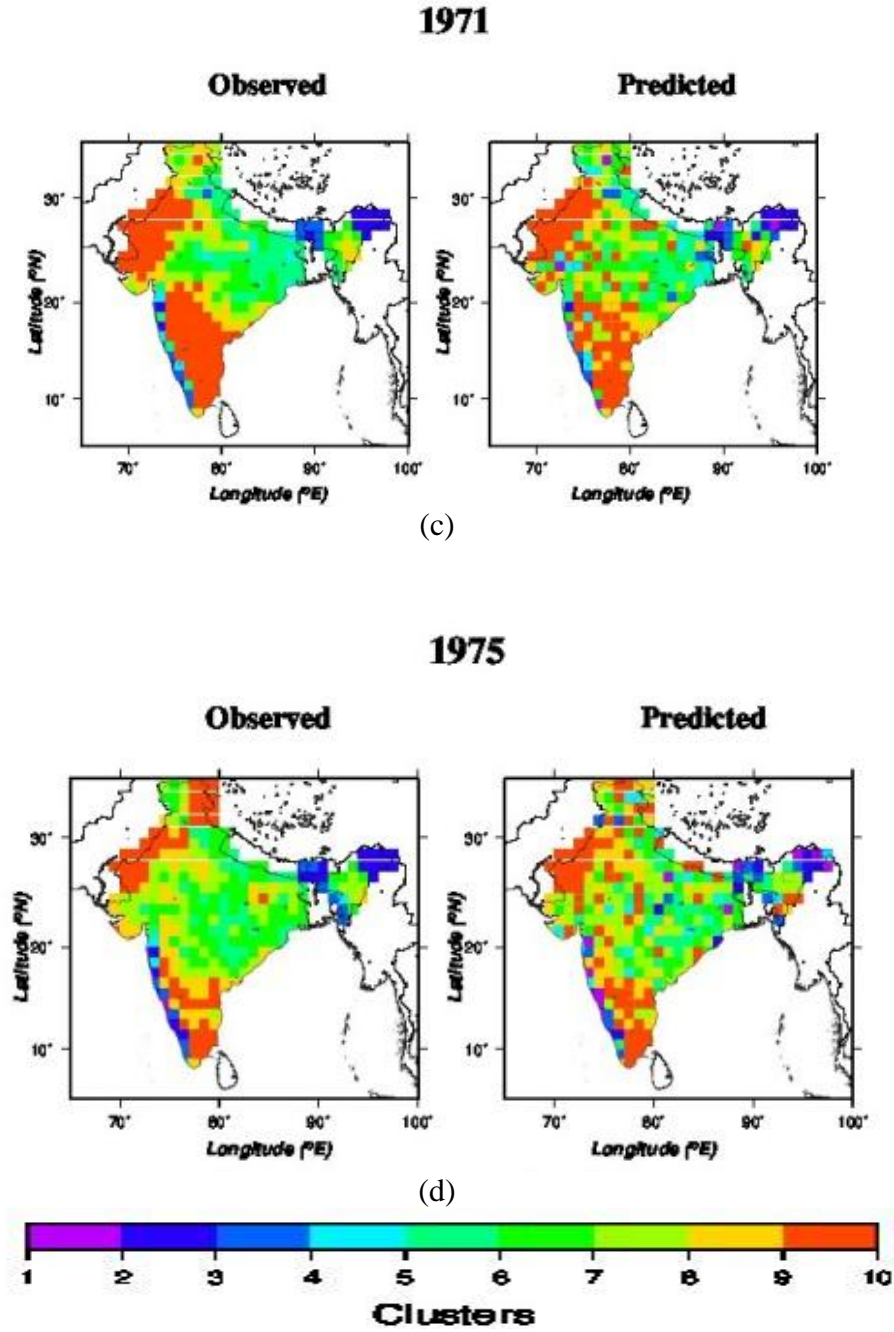 1971
Observed Predicted
30° 30°
20° 20°
10° 10°
Latitude (°N) Latitude (°N)
70° 80° 90° 100° 70° 80° 90° 100°
Longitude (°E) Longitude (°E)
(c)
1975
Observed Predicted
30° 30°
20° 20°
10° 10°
Latitude (°N) Latitude (°N)
70° 80° 90° 100° 70° 80° 90° 100°
Longitude (°E) Longitude (°E)
(d)
1 2 3 4 5 6 7 8 9 10
Clusters